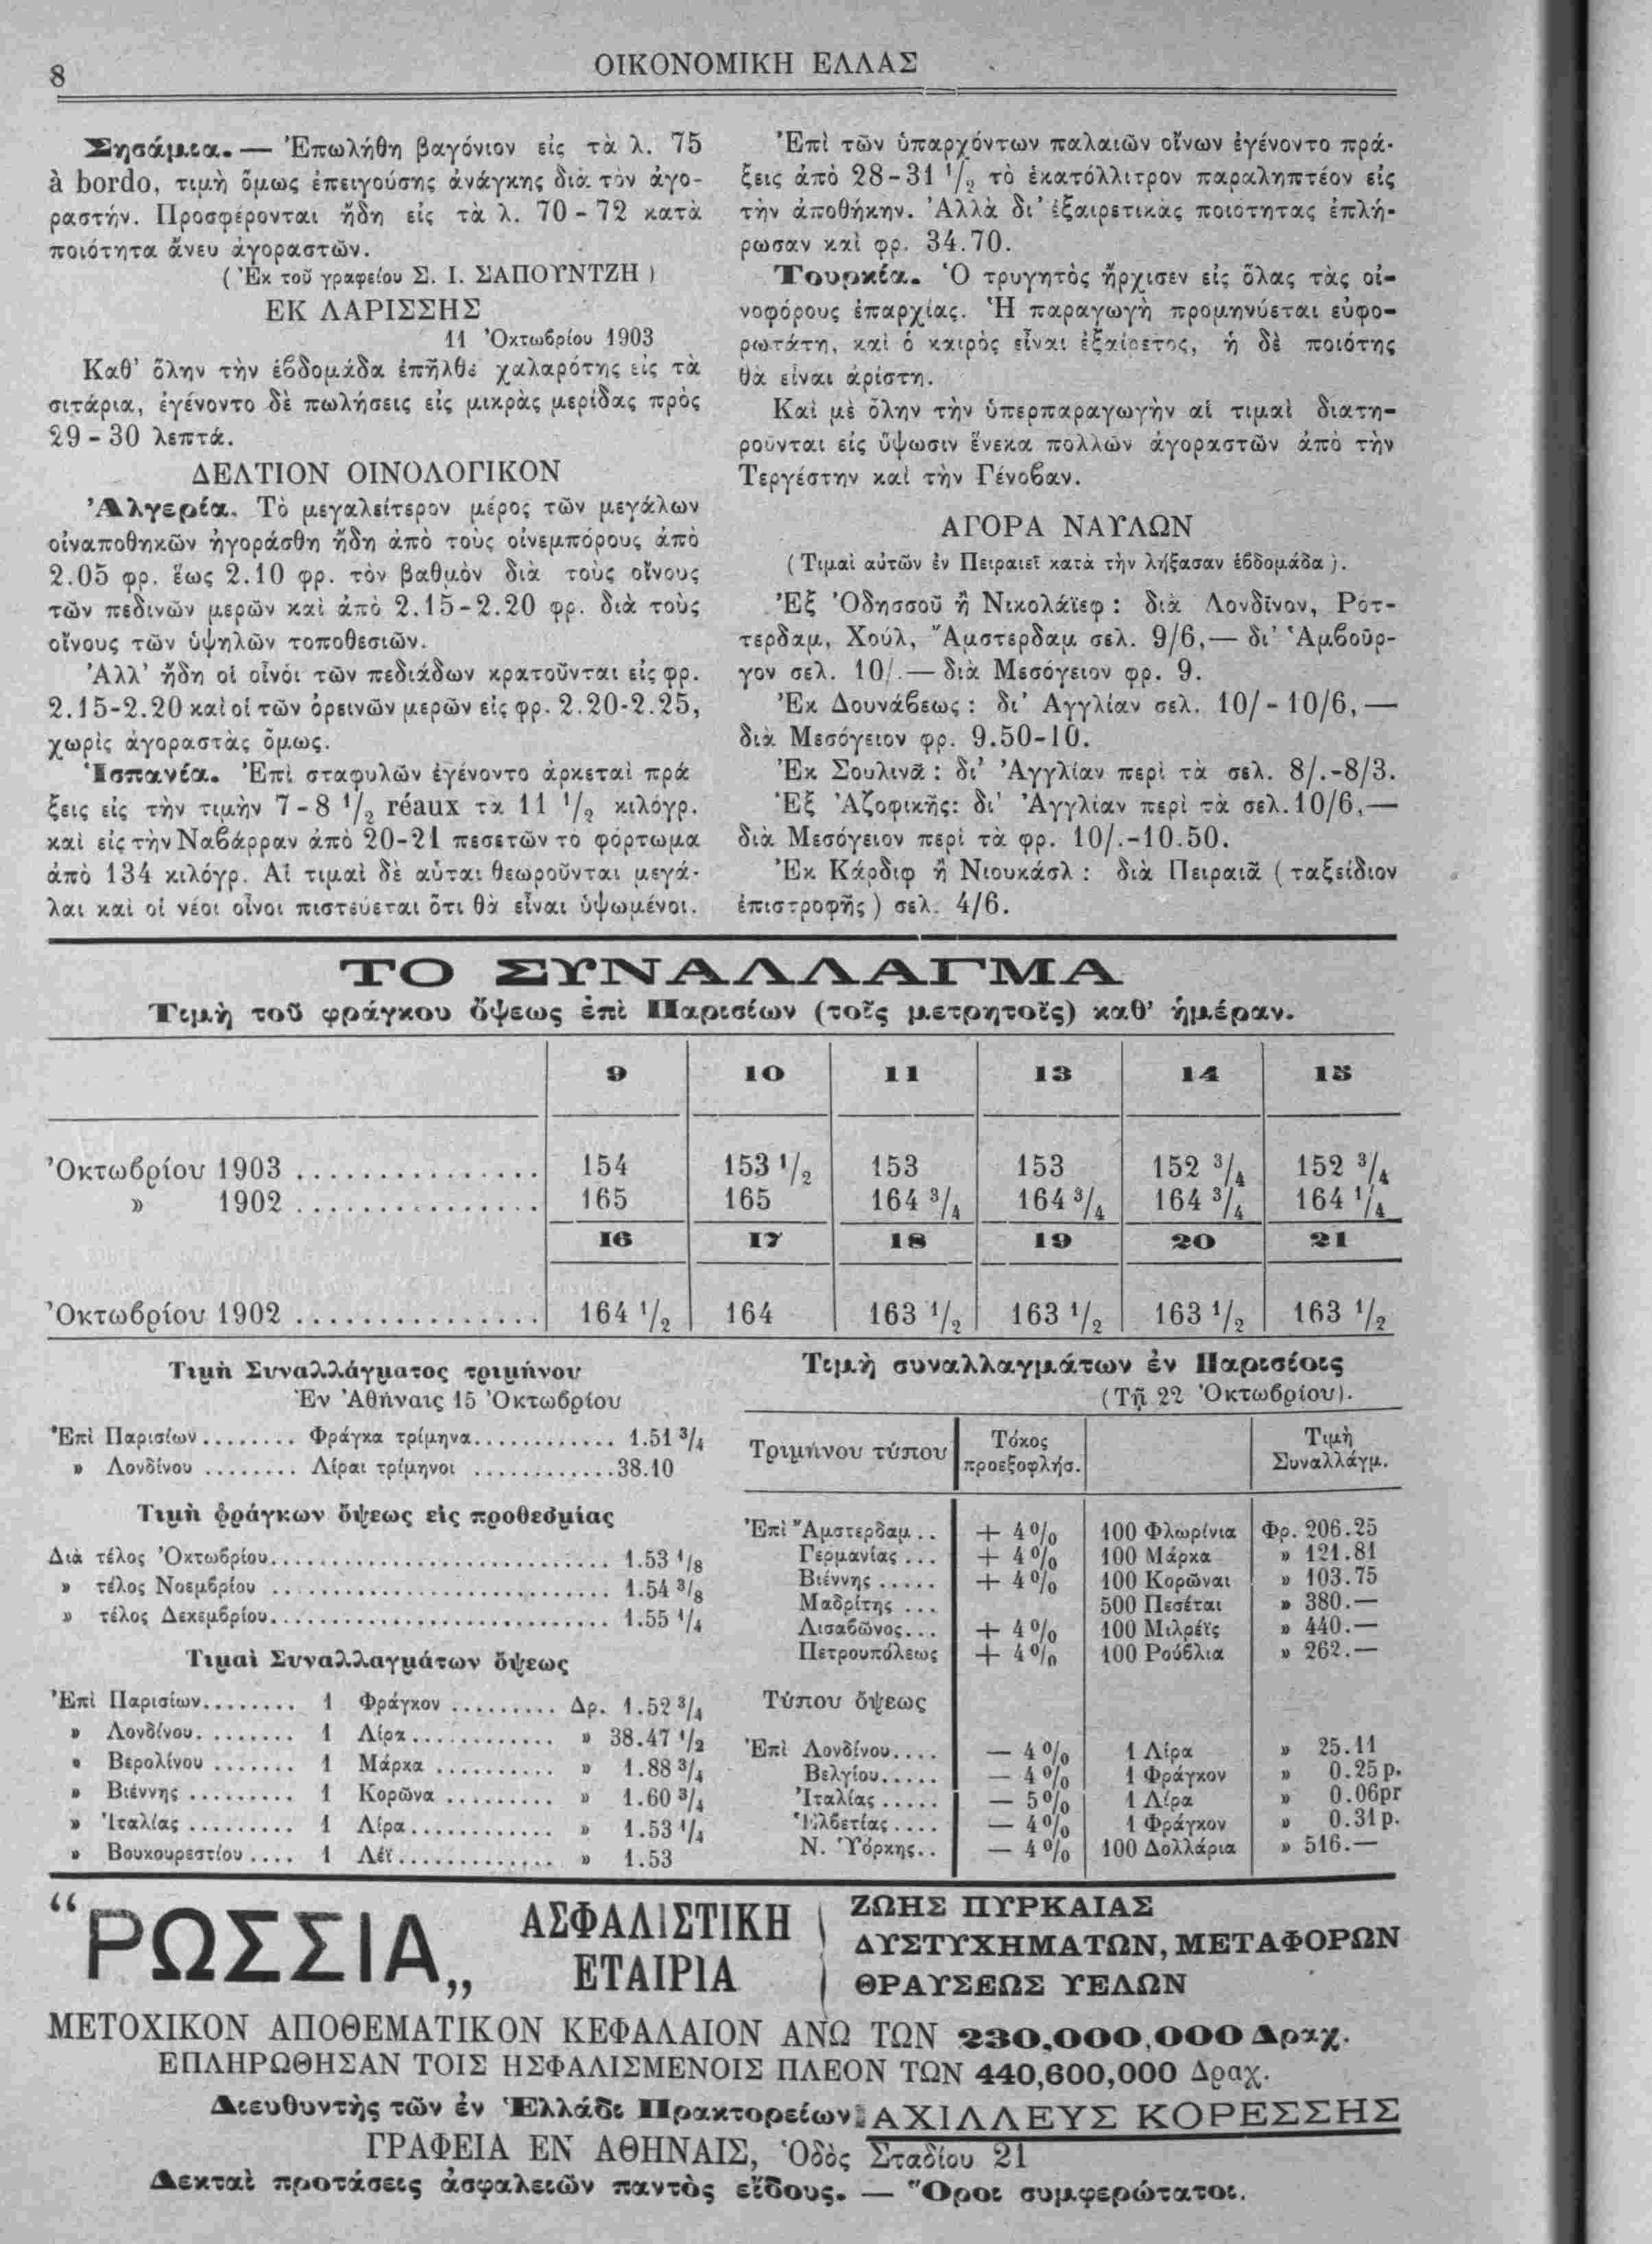 8
ΟΙΚΟΝΟΜΙΚΗ ΕΛΛΑΣ
Σησάμια. — Ἐπωλήθη βαγόνιον εἰς τὰ λ. 75
à bordo, τιμὴ ὅμως ἐπειγούσης ἀνάγκης διὰ τὸν ἀγο-
ραστήν. Προσφέρονται ἤδη εἰς τὰ λ. 70 - 72 κατὰ
ποιότητα ἄνευ ἀγοραστῶν.
( Ἐκ τοῦ γραφείου Σ. Ι. ΣΑΠΟΥΝΤΖΗ )
ΕΚ ΛΑΡΙΣΣΗΣ
11 Ὀκτωβρίου 1903
Καθ’ ὅλην τὴν ἑβδομάδα ἐπῆλθε χαλαρότης εἰς τὰ
σιτάρια, ἐγένοντο δὲ πωλήσεις εἰς μικρὰς μερίδας πρὸς
29 - 30 λεπτά.
ΔΕΛΤΙΟΝ ΟΙΝΟΛΟΓΙΚΟΝ
Ἀλγερία. Τὸ μεγαλείτερον μέρος τῶν μεγάλων
οἰναποθηκῶν ἠγοράσθη ἤδη ἀπὸ τοὺς οἰνεμπόρους ἀπὸ
2.05 φρ. ἕως 2.10 φρ. τὸν βαθμὸν διὰ τοὺς οἴνους
τῶν πεδινῶν μερῶν καὶ ἀπὸ 2.15-2.20 φρ. διὰ τοὺς
οἴνους τῶν ὑψηλῶν τοποθεσιῶν.
Ἀλλ’ ἤδη οἱ οἶνοι τῶν πεδιάδων κρατοῦνται εἰς φρ.
2.15-2.20 καὶ οἱ τῶν ὀρεινῶν μερῶν εἰς φρ. 2.20-2.25,
χωρὶς ἀγοραστὰς ὅμως.
Ἱσπανία. Ἐπὶ σταφυλῶν ἐγένοντο ἀρκεταὶ πρά
ξεις εἰς τὴν τιμὴν 7 - 8 1/2 réaux τα 11 1/2 κιλόγρ.
καὶ εἰς τὴν Ναβάρραν ἀπὸ 20-21 πεσετῶν τὸ φόρτωμα
ἀπὸ 134 κιλόγρ. Αἱ τιμαὶ δὲ αὗται θεωροῦνται μεγά-
λαι καὶ οἱ νέοι οἶνοι πιστεύεται ὅτι θὰ εἶναι ὑψωμένοι.
Ἐπὶ τῶν ὑπαρχόντων παλαιῶν οἴνων ἐγένοντο πρά-
ξεις ἀπὸ 28-31 1/2 τὸ ἑκατόλλιτρον παραληπτέον εἰς
τὴν ἀποθήκην. Ἀλλὰ δι’ ἐξαιρετικὰς ποιότητας ἐπλή-
ρωσαν καὶ φρ. 34.70.
Τουρκία. Ὁ τρυγητὸς ἤρχισεν εἰς ὅλας τὰς οἰ-
νοφόρους ἐπαρχίας. Ἡ παραγωγὴ προμηνύεται εὐφο-
ρωτάτη, καὶ ὁ καιρὸς εἶναι ἐξαίρετος, ἡ δὲ ποιότης
θὰ εἶναι ἀρίστη.
Καὶ μὲ ὅλην τὴν ὑπερπαραγωγὴν αἱ τιμαὶ διατη-
ροῦνται εἰς ὕψωσιν ἕνεκα πολλῶν ἀγοραστῶν ἀπὸ τὴν
Τεργέστην καὶ τὴν Γένοβαν.
ΑΓΟΡΑ ΝΑΥΛΩΝ
( Τιμαὶ αὐτῶν ἐν Πειραιεῖ κατὰ τὴν λήξασαν ἑβδομάδα ).
Ἐξ Ὀδησσοῦ ἢ Νικολάϊεφ : διὰ Λονδῖνον, Ρότ-
τερδαμ, Χούλ, Ἄμστερδαμ σελ. 9/6,— δι’ Ἁμβοῦρ-
γον σελ. 10/.— διὰ Μεσόγειον φρ. 9.
Ἐκ Δουνάβεως : δι’ Ἀγγλίαν σελ. 10/ - 10/6,—
διὰ Μεσόγειον φρ. 9.50-10.
Ἐκ Σουλινᾶ : δι’ Ἀγγλίαν περὶ τὰ σελ. 8/.-8/3.
Ἐξ Ἀζοφικῆς: δι’ Ἀγγλίαν περὶ τὰ σελ. 10/6,—
διὰ Μεσόγειον περὶ τὰ φρ. 10/.-10.50.
Ἐκ Κάρδιφ ἢ Νιουκάσλ : διὰ Πειραιᾶ ( ταξείδιον
ἐπιστροφῆς ) σελ. 4/6.
ΤΟ ΣΥΝΑΛΛΑΓΜΑ
Τιμὴ τοῦ φράγκου ὄψεως ἐπὶ Παρισίων (τοῖς μετρητοῖς) καθ’ ἡμέραν.
9 10 11 13 14 15
Ὀκτωβρίου 1903 ............... 154 153 1/2 153 153 152 3/4 152 3/4
» 1902 ............... 165 165 164 3/4 164 3/4 164 3/4 164 1/4
16 17 18 19 20 21
Ὀκτωβρίου 1902 ............... 164 1/2 164 163 1/2 163 1/2 163 1/2 163 1/2
Τιμὴ Συναλλάγματος τριμήνου
Ἐν Ἀθήναις 15 Ὀκτωβρίου
Ἐπὶ Παρισίων........ Φράγκα τρίμηνα............ 1.51 3/4
» Λονδίνου ........ Λίραι τρίμηνοι ............ 38.10
Τιμὴ φράγκων ὄψεως εἰς προθεσμίας
Διὰ τέλος Ὀκτωβρίου.............................. 1.53 1/8
» τέλος Νοεμβρίου .............................. 1.54 3/8
» τέλος Δεκεμβρίου.............................. 1.55 1/4
Τιμαὶ Συναλλαγμάτων ὄψεως
Ἐπὶ Παρισίων........ 1 Φράγκον ......... Δρ. 1.52 3/4
» Λονδίνου......... 1 Λίρα............ » 38.47 1/2
» Βερολίνου ....... 1 Μάρκα .......... » 1.88 3/4
» Βιέννης ......... 1 Κορῶνα ......... » 1.60 3/4
» Ἰταλίας ......... 1 Λίρα............ » 1.53 1/4
» Βουκουρεστίου .... 1 Λέϊ............. » 1.53
Τιμὴ συναλλαγμάτων ἐν Παρισίοις
(Τῇ 22 Ὀκτωβρίου).
Τριμήνου τύπου Τόκος προεξοφλήσ. Τιμὴ Συναλλάγμ.
Ἐπὶ Ἄμστερδαμ .. + 4 0/0 100 Φλωρίνια Φρ. 206.25
Γερμανίας ... + 4 0/0 100 Μάρκα » 121.81
Βιέννης ..... + 4 0/0 100 Κορῶναι » 103.75
Μαδρίτης ... 500 Πεσέται » 380.—
Λισαβῶνος... + 4 0/0 100 Μιλρέϊς » 440.—
Πετρουπόλεως + 4 0/0 100 Ρούβλια » 262.—
Τύπου ὄψεως
Ἐπὶ Λονδίνου.... — 4 0/0 1 Λίρα » 25.11
Βελγίου..... — 4 0/0 1 Φράγκον » 0.25 p.
Ἰταλίας ..... — 5 0/0 1 Λίρα » 0.06pr
Ἑλβετίας .... — 4 0/0 1 Φράγκον » 0.31 p.
Ν. Ὑόρκης.. — 4 0/0 100 Δολλάρια » 516.—
“ΡΩΣΣΙΑ„
ΑΣΦΑΛΙΣΤΙΚΗ
ΕΤΑΙΡΙΑ
ΖΩΗΣ ΠΥΡΚΑΙΑΣ
ΔΥΣΤΥΧΗΜΑΤΩΝ, ΜΕΤΑΦΟΡΩΝ
ΘΡΑΥΣΕΩΣ ΥΕΛΩΝ
ΜΕΤΟΧΙΚΟΝ ΑΠΟΘΕΜΑΤΙΚΟΝ ΚΕΦΑΛΑΙΟΝ ΑΝΩ ΤΩΝ 230,000,000 Δραχ.
ΕΠΛΗΡΩΘΗΣΑΝ ΤΟΙΣ ΗΣΦΑΛΙΣΜΕΝΟΙΣ ΠΛΕΟΝ ΤΩΝ 440,600,000 Δραχ.
Διευθυντὴς τῶν ἐν Ἑλλάδι Πρακτορείων: ΑΧΙΛΛΕΥΣ ΚΟΡΕΣΣΗΣ
ΓΡΑΦΕΙΑ ΕΝ ΑΘΗΝΑΙΣ, Ὁδὸς Σταδίου 21
Δεκταὶ προτάσεις ἀσφαλειῶν παντὸς εἴδους. — Ὅροι συμφερώτατοι.